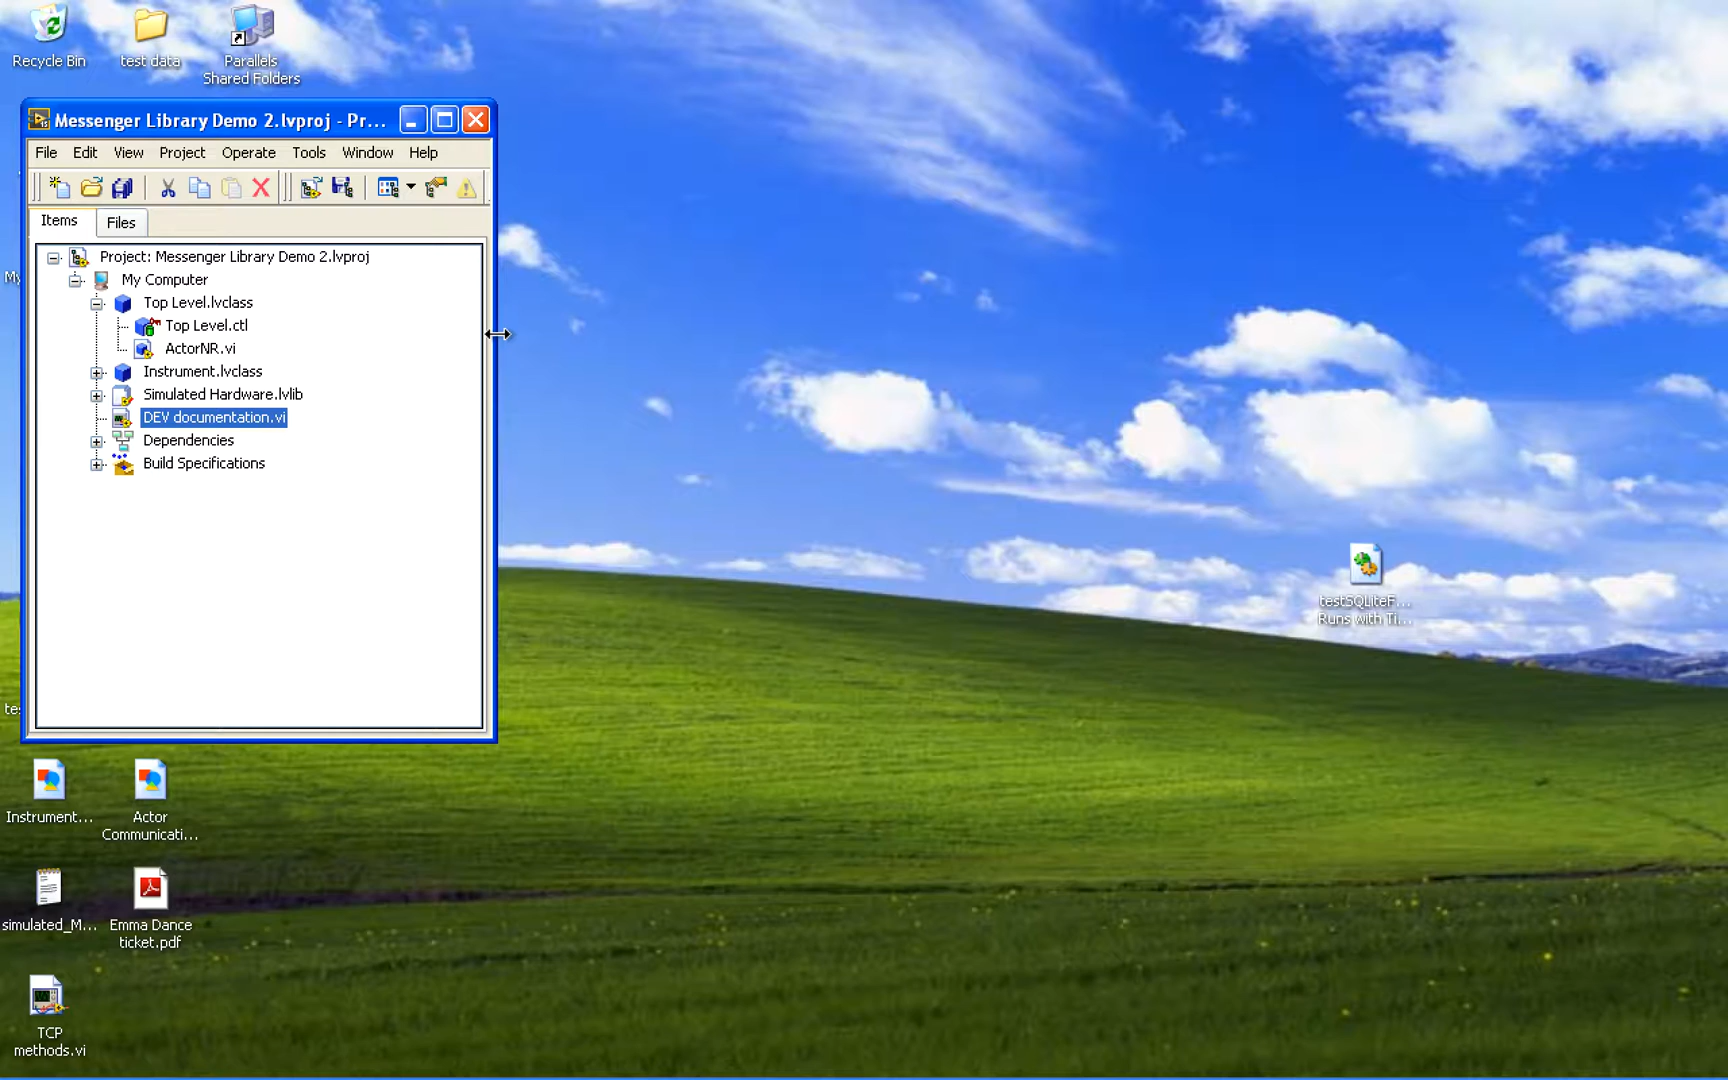 Recycle Bin
test data
Parallels
Shared Folders
Messenger Library Demo 2.lvproj - Pr...
File Edit View Project Operate Tools Window Help
Items Files
Project: Messenger Library Demo 2.lvproj
My Computer
Top Level.lvclass
Top Level.ctl
ActorNR.vi
Instrument.lvclass
Simulated Hardware.lvlib
DEV documentation.vi
Dependencies
Build Specifications
testSQLiteF...
Runs with Ti...
Instrument...
Actor
Communicati...
simulated_M...
Emma Dance
ticket.pdf
TCP
methods.vi